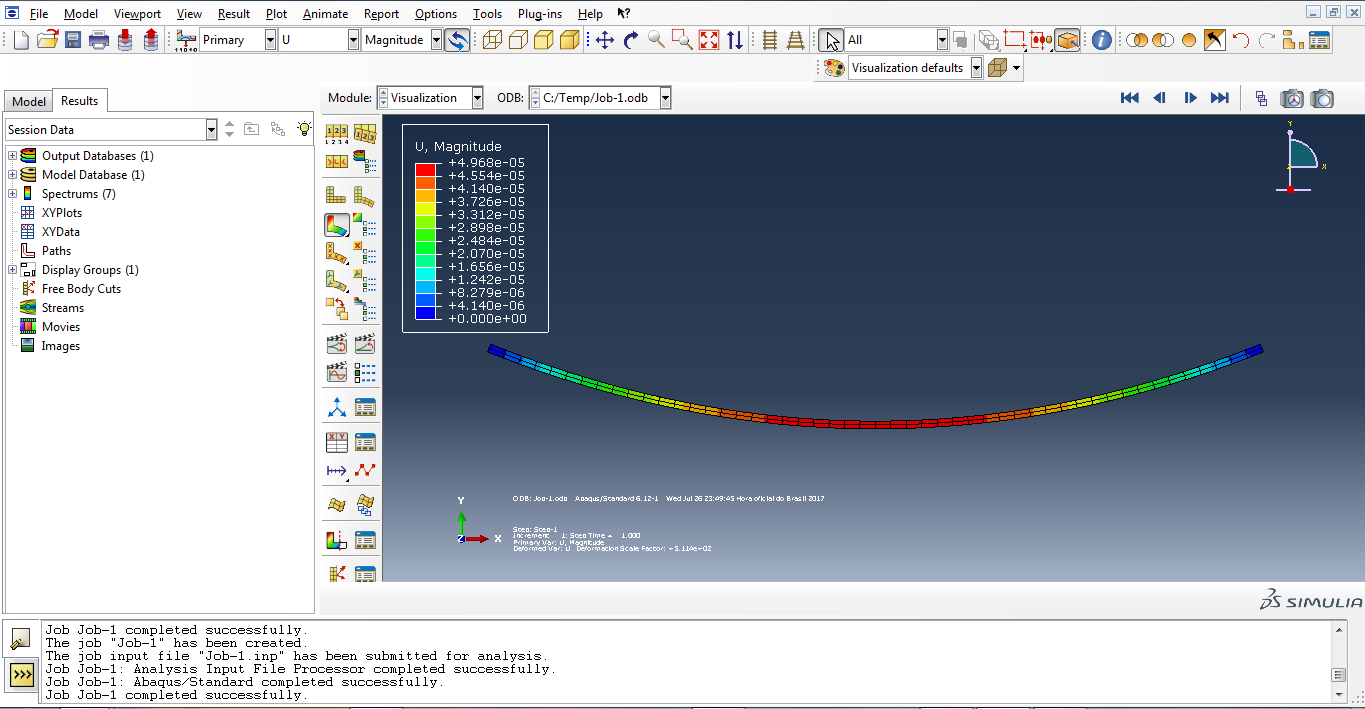 File Model Viewport View Result Plot Animate Report Options Tools Plug-ins Help
Primary U Magnitude All
Visualization defaults
Model Results
Module: Visualization ODB: C:/Temp/Job-1.odb
Session Data
Output Databases (1)
Model Database (1)
Spectrums (7)
XYPlots
XYData
Paths
Display Groups (1)
Free Body Cuts
Streams
Movies
Images
U, Magnitude
+4.968e-05
+4.554e-05
+4.140e-05
+3.726e-05
+3.312e-05
+2.898e-05
+2.484e-05
+2.070e-05
+1.656e-05
+1.242e-05
+8.279e-06
+4.140e-06
+0.000e+00
Y
X
Z
Y
X
Z
ODB: Job-1.odb Abaqus/Standard 6.12-1 Wed Jul 26 23:49:45 Hora oficial do Brasil 2017
Step: Step-1
Increment 1: Step Time = 1.000
Primary Var: U, Magnitude
Deformed Var: U Deformation Scale Factor: +5.114e+02
SIMULIA
Job Job-1 completed successfully.
The job "Job-1" has been created.
The job input file "Job-1.inp" has been submitted for analysis.
Job Job-1: Analysis Input File Processor completed successfully.
Job Job-1: Abaqus/Standard completed successfully.
Job Job-1 completed successfully.